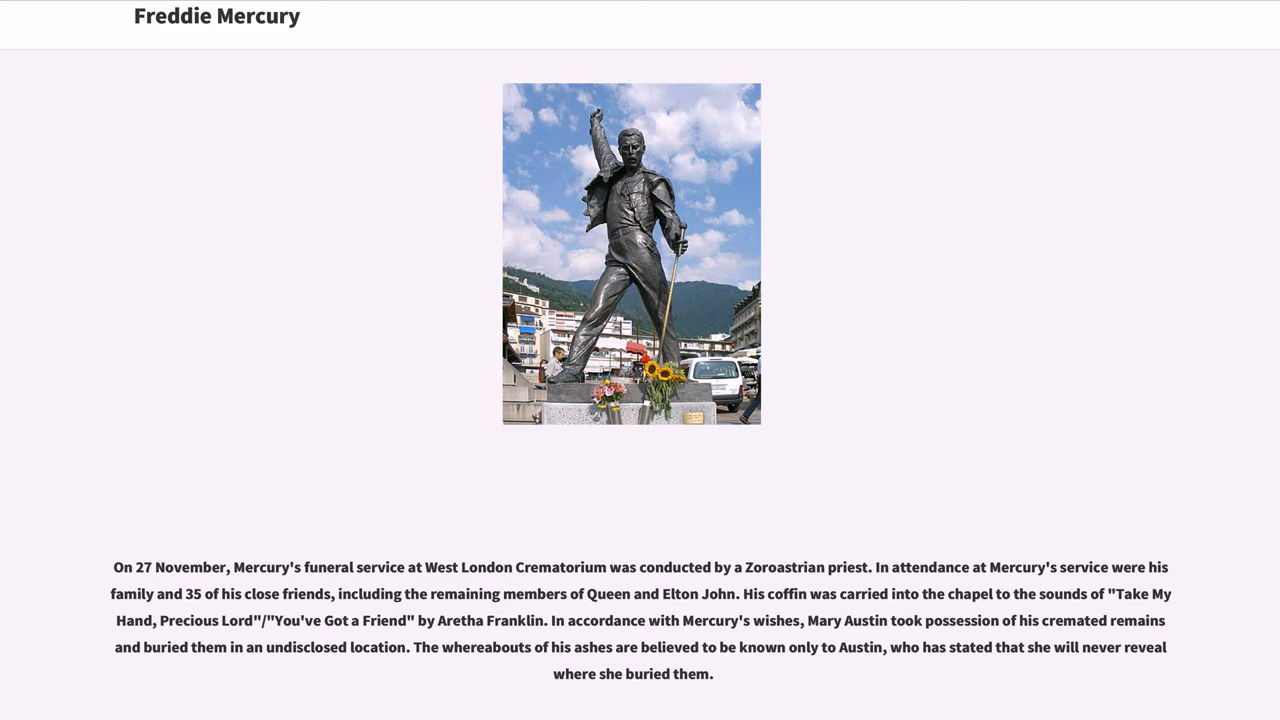 Freddie Mercury
On 27 November, Mercury's funeral service at West London Crematorium was conducted by a Zoroastrian priest. In attendance at Mercury's service were his
family and 35 of his close friends, including the remaining members of Queen and Elton John. His coffin was carried into the chapel to the sounds of "Take My
Hand, Precious Lord"/"You've Got a Friend" by Aretha Franklin. In accordance with Mercury's wishes, Mary Austin took possession of his cremated remains
and buried them in an undisclosed location. The whereabouts of his ashes are believed to be known only to Austin, who has stated that she will never reveal
where she buried them.